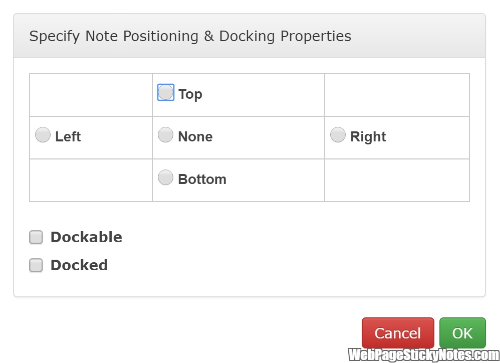 Specify Note Positioning & Docking Properties
Top
Left None Right
Bottom
Dockable
Docked
Cancel OK
WebPageStickyNotes.com